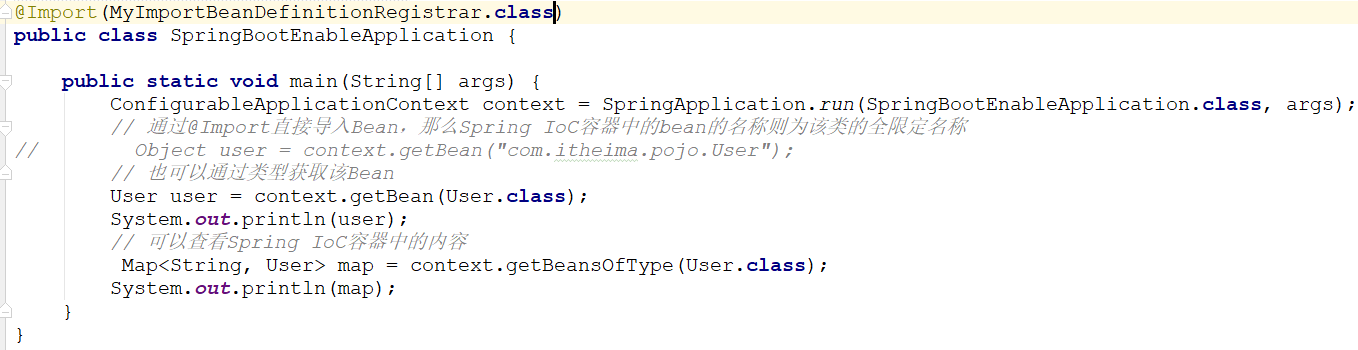 @Import(MyImportBeanDefinitionRegistrar.class)
public class SpringBootEnableApplication {
    public static void main(String[] args) {
        ConfigurableApplicationContext context = SpringApplication.run(SpringBootEnableApplication.class, args);
        // 通过@Import直接导入Bean，那么Spring IoC容器中的bean的名称则为该类的全限定名称
//        Object user = context.getBean("com.itheima.pojo.User");
        // 也可以通过类型获取该Bean
        User user = context.getBean(User.class);
        System.out.println(user);
        // 可以查看Spring IoC容器中的内容
         Map<String, User> map = context.getBeansOfType(User.class);
        System.out.println(map);
    }
}